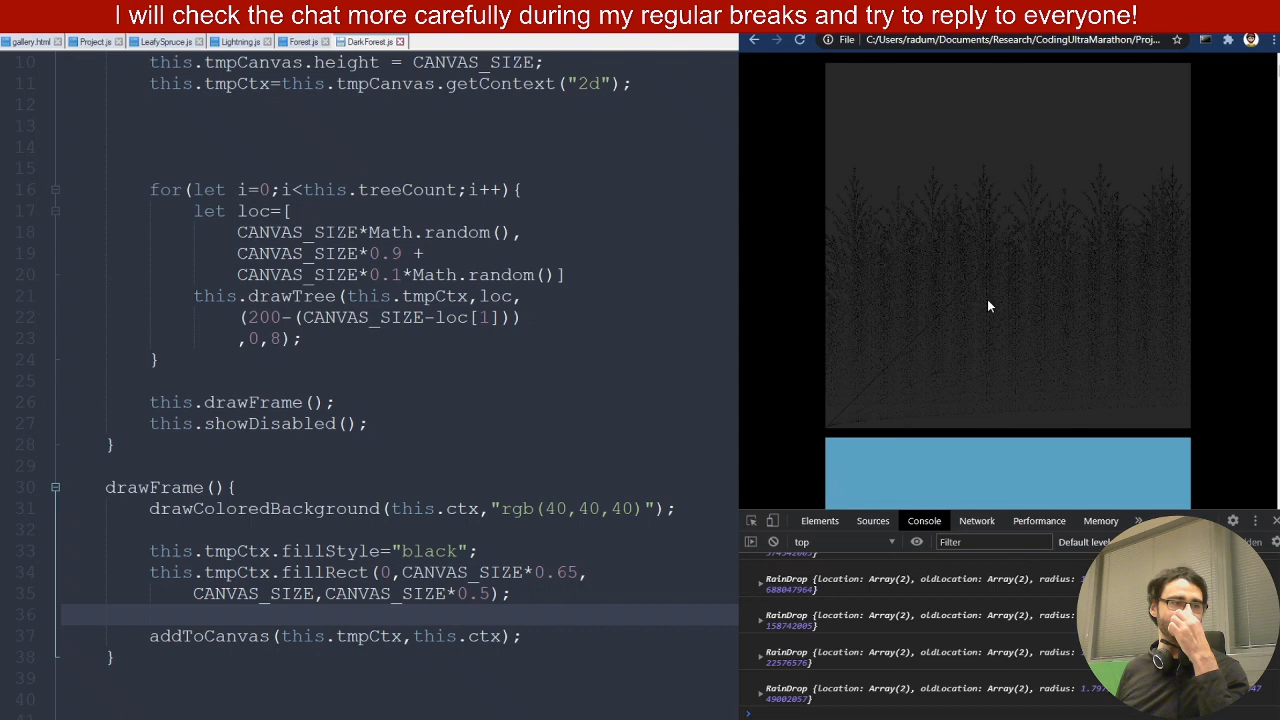 I will check the chat more carefully during my regular breaks and try to reply to everyone!
gallery.html Project.js LeafySpruce.js Lightning.js Forest.js DarkForest.js
File C:/Users/radum/Documents/Research/CodingUltraMarathon/Proj...
10 this.tmpCanvas.height = CANVAS_SIZE;
11 this.tmpCtx=this.tmpCanvas.getContext("2d");
12
13
14
15
16 for(let i=0;i<this.treeCount;i++){
17 let loc=[
18 CANVAS_SIZE*Math.random(),
19 CANVAS_SIZE*0.9 +
20 CANVAS_SIZE*0.1*Math.random()]
21 this.drawTree(this.tmpCtx,loc,
22 (200-(CANVAS_SIZE-loc[1]))
23 ,0,8);
24 }
25
26 this.drawFrame();
27 this.showDisabled();
28 }
29
30 drawFrame(){
31 drawColoredBackground(this.ctx,"rgb(40,40,40)");
32
33 this.tmpCtx.fillStyle="black";
34 this.tmpCtx.fillRect(0,CANVAS_SIZE*0.65,
35 CANVAS_SIZE,CANVAS_SIZE*0.5);
36
37 addToCanvas(this.tmpCtx,this.ctx);
38 }
39
40
Elements Sources Console Network Performance Memory »
top Filter Default leve
RainDrop {location: Array(2), oldLocation: Array(2), radius: 1.
688047964}
RainDrop {location: Array(2), oldLocation: Array(2), radius:
158742005}
RainDrop {location: Array(2), oldLocation: Array(2), radius:
22576576}
RainDrop {location: Array(2), oldLocation: Array(2), radius: 1.797
49002057}